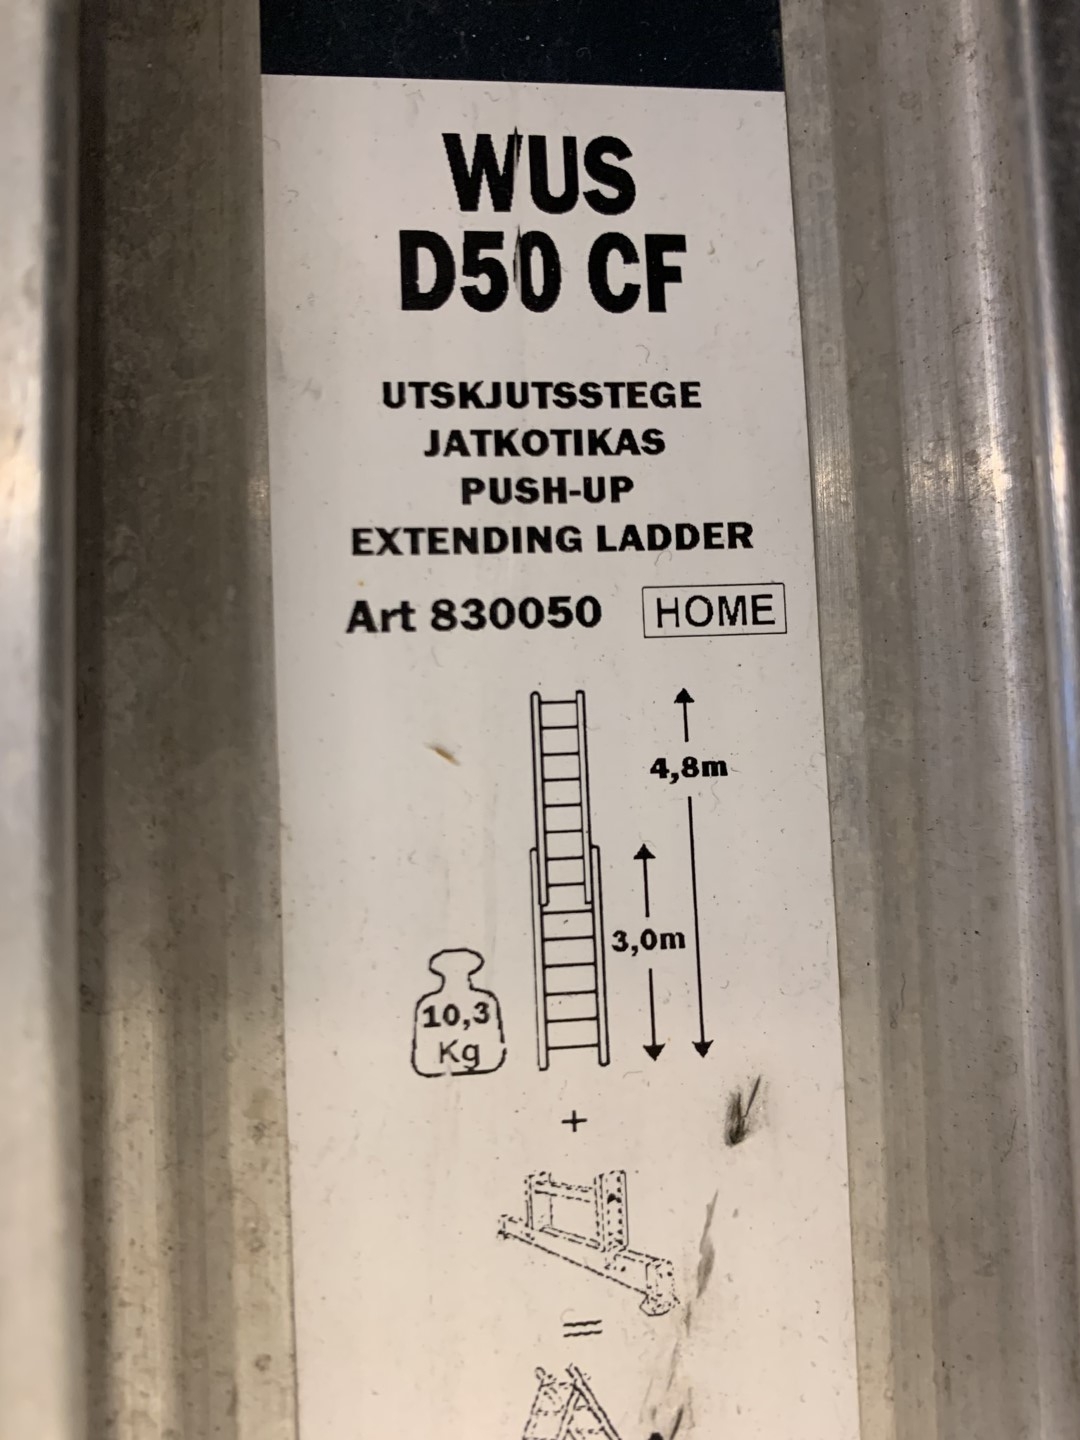 WUS
D50 CF
UTSKJUTSSTEGE
JATKOTIKAS
PUSH-UP
EXTENDING LADDER
Art 830050 HOME
4,8m
3,0m
10,3
Kg
+
=